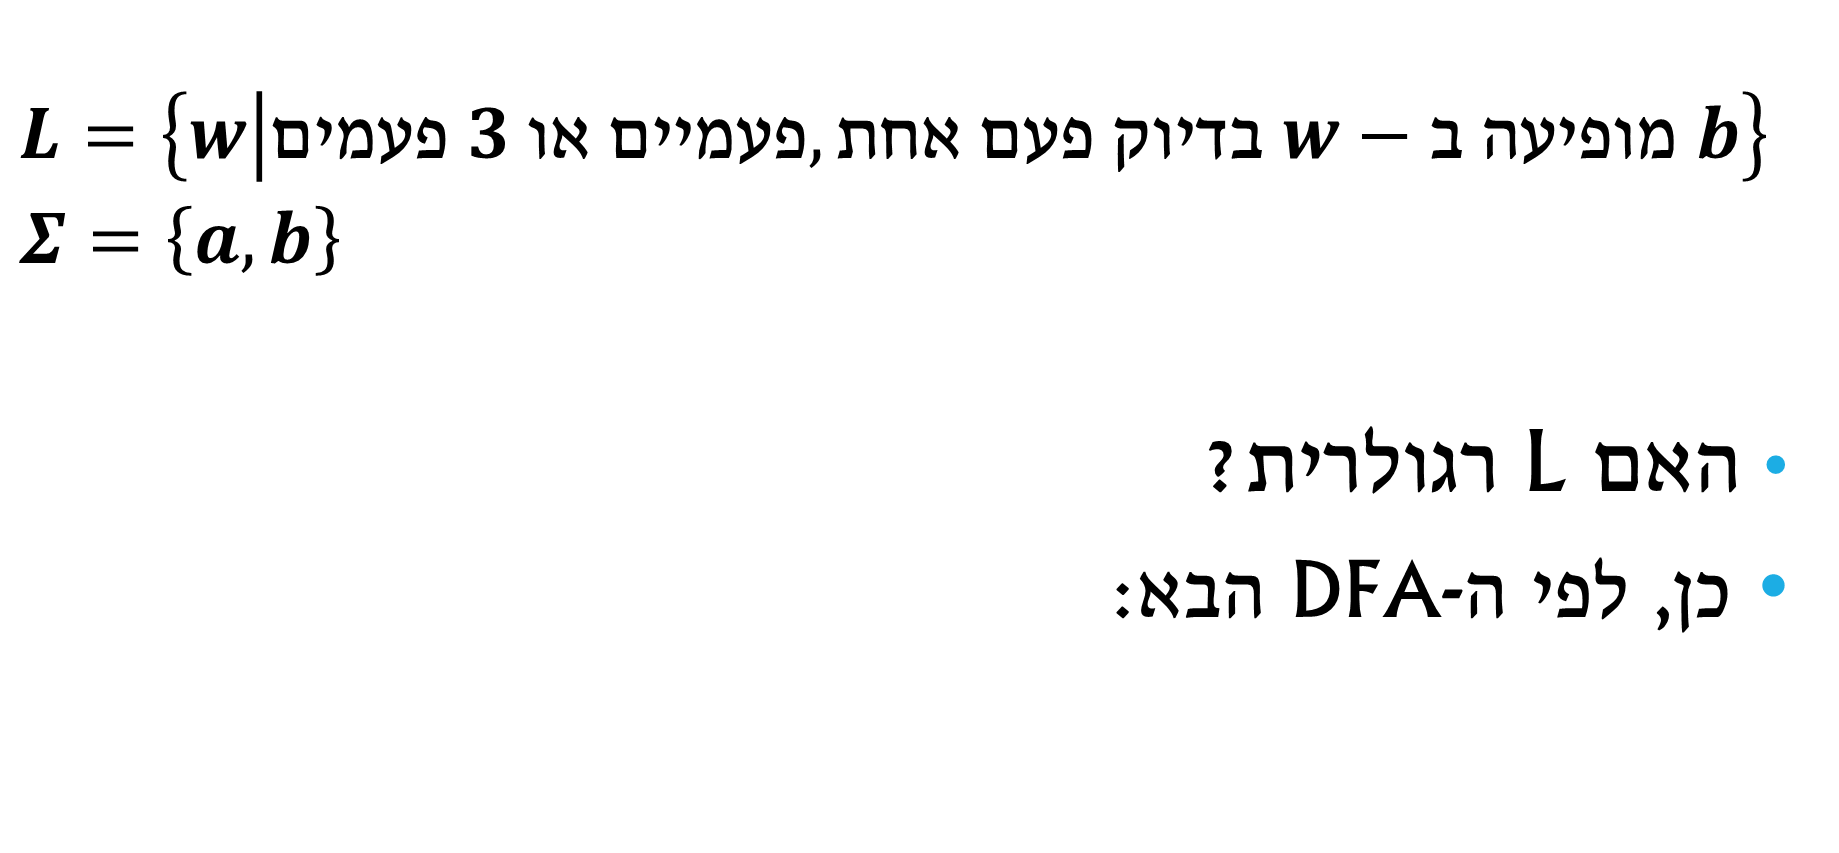 L = {w|b מופיעה ב – w בדיוק פעם אחת, פעמיים או 3 פעמים}
Σ = {a, b}
• האם L רגולרית?
• כן, לפי ה-DFA הבא: